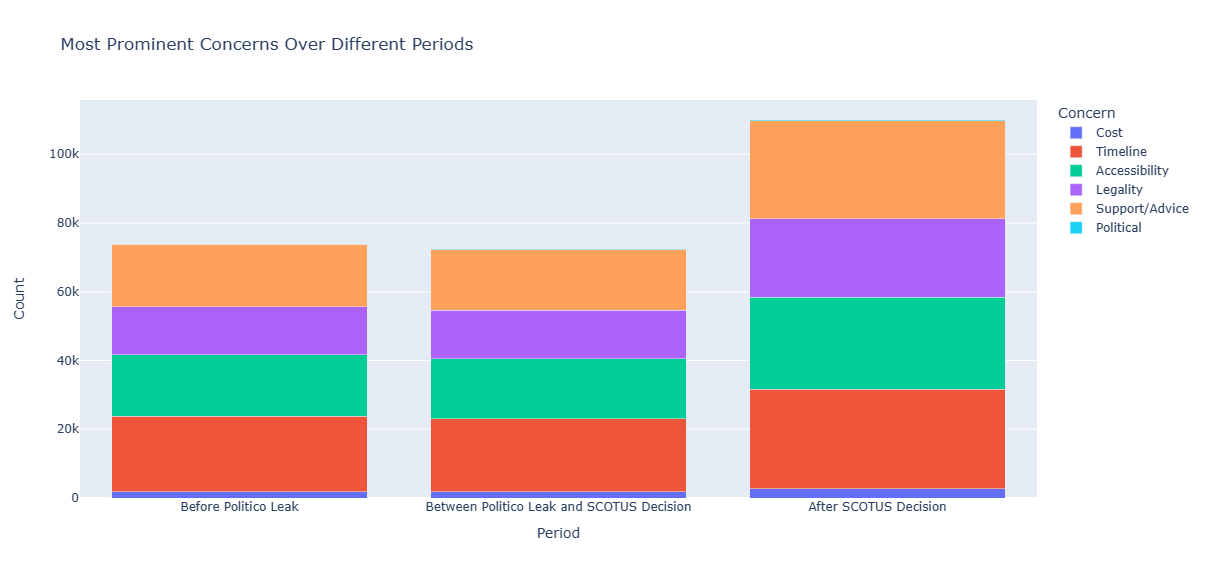 Most Prominent Concerns Over Different Periods
Count
100k
80k
60k
40k
20k
0
Before Politico Leak
Between Politico Leak and SCOTUS Decision
After SCOTUS Decision
Period
Concern
Cost
Timeline
Accessibility
Legality
Support/Advice
Political